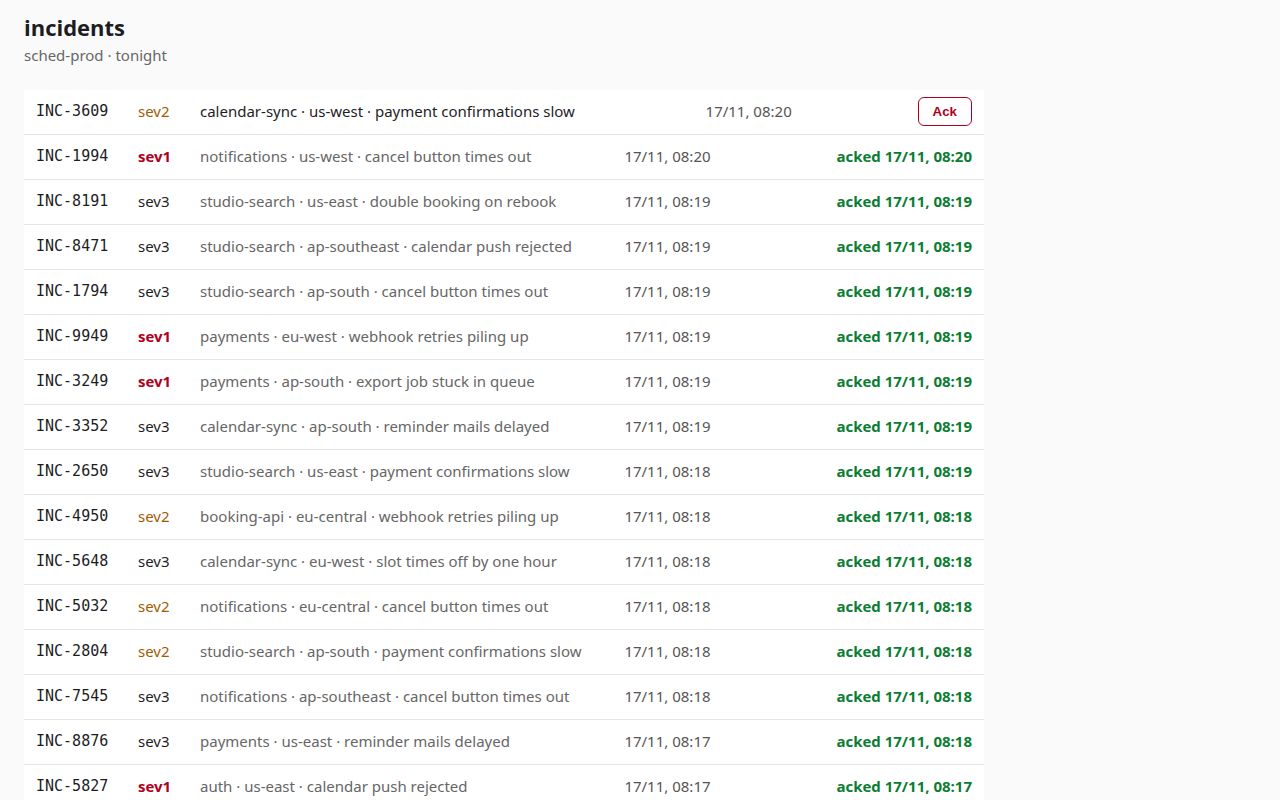 incidents
sched-prod · tonight
INC-3609 sev2 calendar-sync · us-west · payment confirmations slow 17/11, 08:20 Ack
INC-1994 sev1 notifications · us-west · cancel button times out 17/11, 08:20 acked 17/11, 08:20
INC-8191 sev3 studio-search · us-east · double booking on rebook 17/11, 08:19 acked 17/11, 08:19
INC-8471 sev3 studio-search · ap-southeast · calendar push rejected 17/11, 08:19 acked 17/11, 08:19
INC-1794 sev3 studio-search · ap-south · cancel button times out 17/11, 08:19 acked 17/11, 08:19
INC-9949 sev1 payments · eu-west · webhook retries piling up 17/11, 08:19 acked 17/11, 08:19
INC-3249 sev1 payments · ap-south · export job stuck in queue 17/11, 08:19 acked 17/11, 08:19
INC-3352 sev3 calendar-sync · ap-south · reminder mails delayed 17/11, 08:19 acked 17/11, 08:19
INC-2650 sev3 studio-search · us-east · payment confirmations slow 17/11, 08:18 acked 17/11, 08:19
INC-4950 sev2 booking-api · eu-central · webhook retries piling up 17/11, 08:18 acked 17/11, 08:18
INC-5648 sev3 calendar-sync · eu-west · slot times off by one hour 17/11, 08:18 acked 17/11, 08:18
INC-5032 sev2 notifications · eu-central · cancel button times out 17/11, 08:18 acked 17/11, 08:18
INC-2804 sev2 studio-search · ap-south · payment confirmations slow 17/11, 08:18 acked 17/11, 08:18
INC-7545 sev3 notifications · ap-southeast · cancel button times out 17/11, 08:18 acked 17/11, 08:18
INC-8876 sev3 payments · us-east · reminder mails delayed 17/11, 08:17 acked 17/11, 08:18
INC-5827 sev1 auth · us-east · calendar push rejected 17/11, 08:17 acked 17/11, 08:17